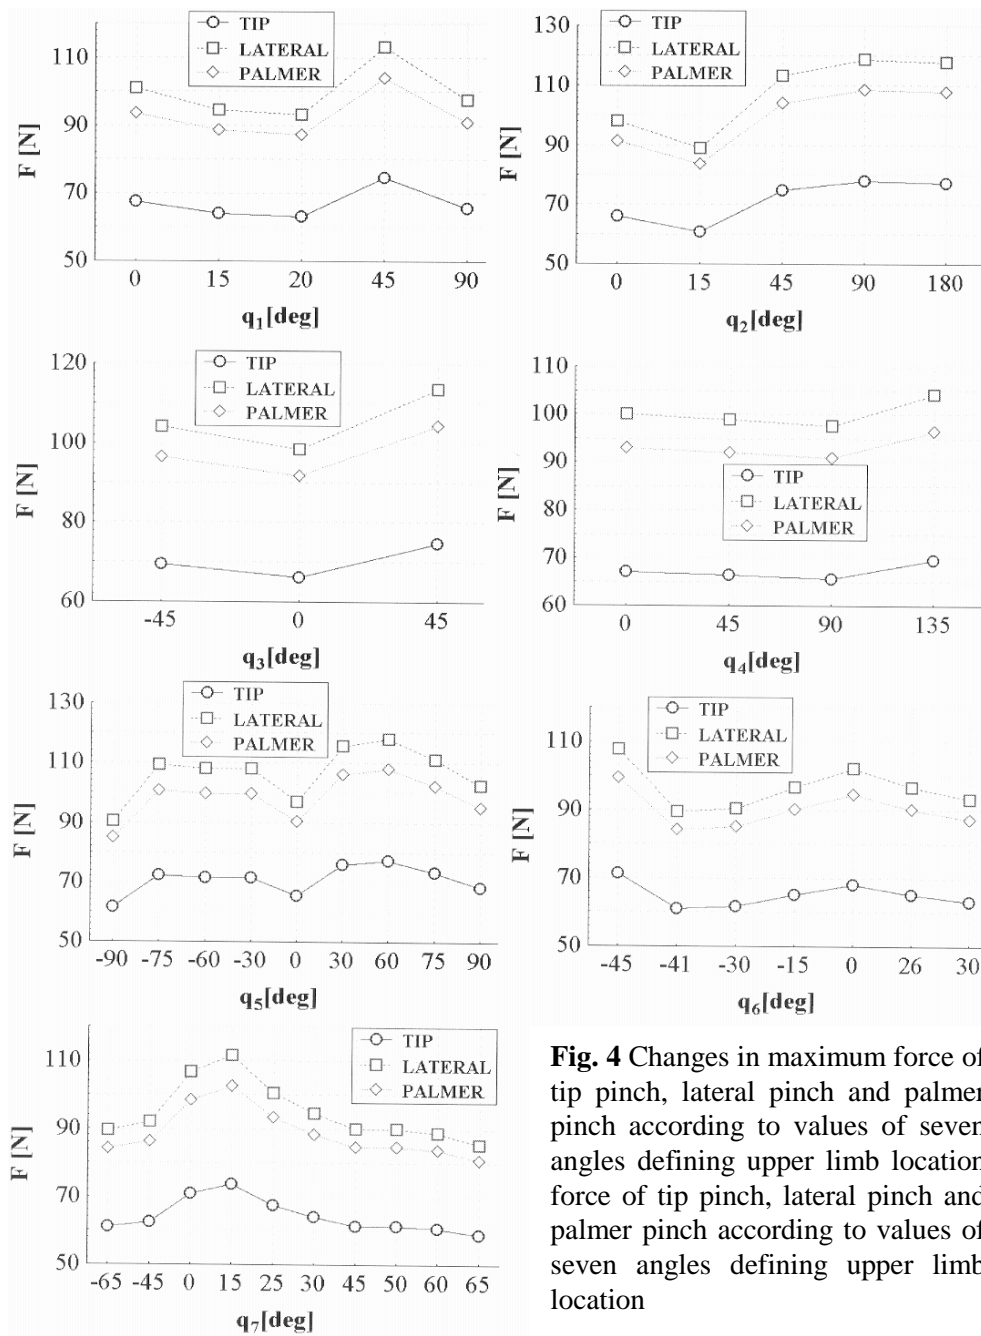 TIP
LATERAL
PALMER
110
90
70
50
F [N]
0 15 20 45 90
q1[deg]
TIP
LATERAL
PALMER
130
110
90
70
50
F [N]
0 15 45 90 180
q2[deg]
TIP
LATERAL
PALMER
120
100
80
60
F [N]
-45 0 45
q3[deg]
110
100
90
80
70
60
F [N]
TIP
LATERAL
PALMER
0 45 90 135
q4[deg]
TIP
LATERAL
PALMER
130
110
90
70
50
F [N]
-90 -75 -60 -30 0 30 60 75 90
q5[deg]
TIP
LATERAL
PALMER
110
90
70
50
F [N]
-45 -41 -30 -15 0 26 30
q6[deg]
TIP
LATERAL
PALMER
110
90
70
50
F [N]
-65 -45 0 15 25 30 45 50 60 65
q7[deg]
Fig. 4 Changes in maximum force of
tip pinch, lateral pinch and palmer
pinch according to values of seven
angles defining upper limb location
force of tip pinch, lateral pinch and
palmer pinch according to values of
seven angles defining upper limb
location